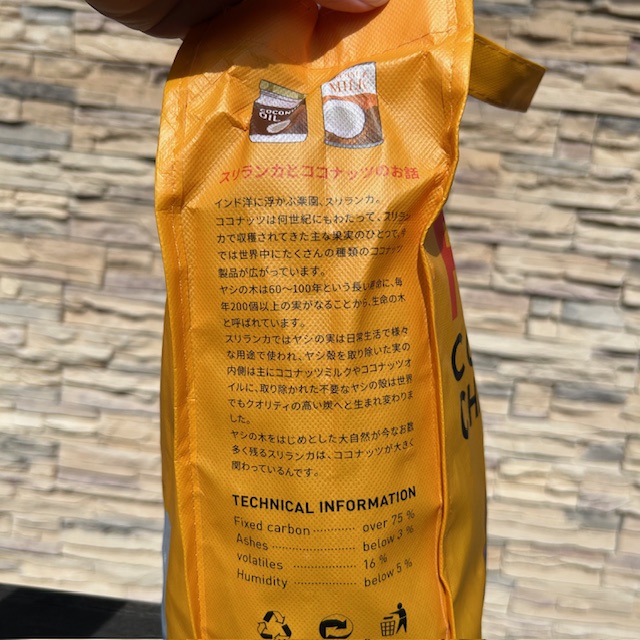 COCONUT
OIL
MILK
スリランカとココナッツのお話
インド洋に浮かぶ楽園、スリランカ。
ココナッツは何世紀にもわたって、スリラン
カで収穫されてきた主な果実のひとつで、今
では世界中にたくさんの種類のココナッツ
製品が広がっています。
ヤシの木は60〜100年という長い寿命に、毎
年200個以上の実がなることから、生命の木
と呼ばれています。
スリランカではヤシの実は日常生活で様々
な用途で使われ、ヤシ殻を取り除いた実の
内側は主にココナッツミルクやココナッツオ
イルに、取り除かれた不要なヤシの殻は世界
でもクオリティの高い炭へと生まれ変わりま
した。
ヤシの木をはじめとした大自然が今なお数
多く残るスリランカは、ココナッツが大きく
関わっているんです。
TECHNICAL INFORMATION
Fixed carbon ............ over 75 %
Ashes ........................ below 3 %
volatiles .................... 16 %
Humidity .................... below 5 %